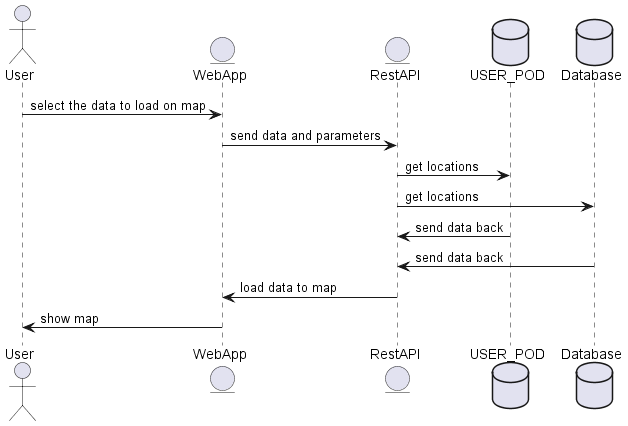 User
WebApp
RestAPI
USER_POD
Database
select the data to load on map
send data and parameters
get locations
get locations
send data back
send data back
load data to map
show map
User
WebApp
RestAPI
USER_POD
Database